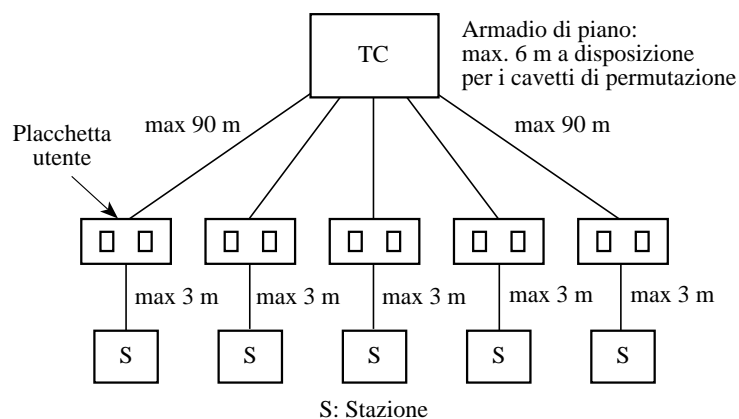 TC
Armadio di piano:
max. 6 m a disposizione
per i cavetti di permutazione
max 90 m
max 90 m
Placchetta
utente
max 3 m
max 3 m
max 3 m
max 3 m
max 3 m
S
S
S
S
S
S: Stazione